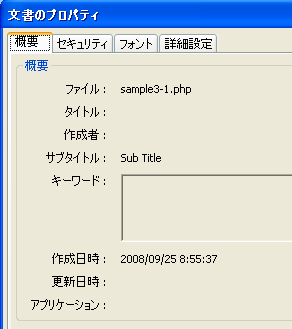 文書のプロパティ
概要 セキュリティ フォント 詳細設定
概要
ファイル： sample3-1.php
タイトル：
作成者：
サブタイトル： Sub Title
キーワード：
作成日時： 2008/09/25 8:55:37
更新日時：
アプリケーション：